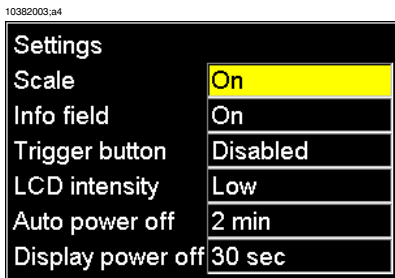 10382003;a4
Settings
Scale On
Info field On
Trigger button Disabled
LCD intensity Low
Auto power off 2 min
Display power off 30 sec